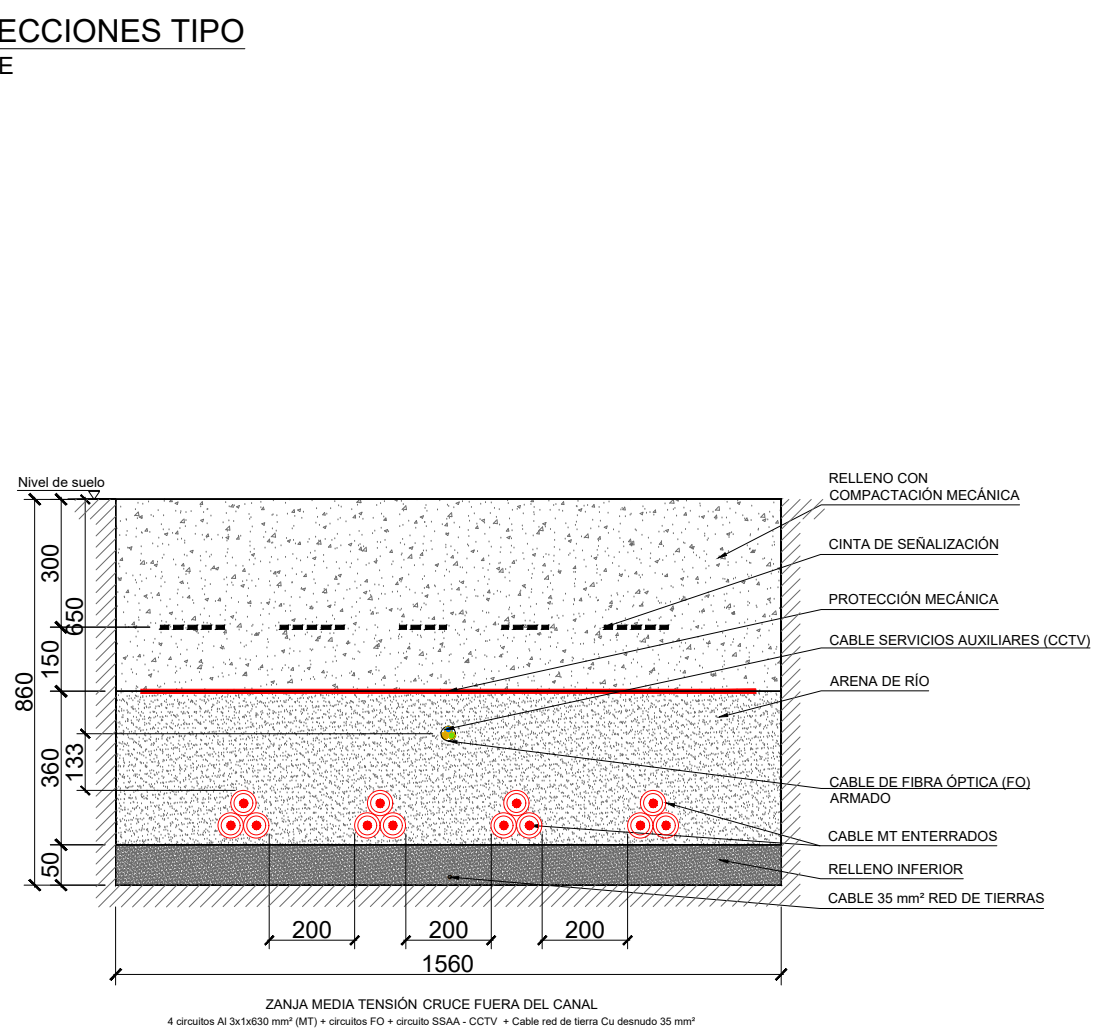 ECCIONES TIPO
E
Nivel de suelo
RELLENO CON
COMPACTACIÓN MECÁNICA
CINTA DE SEÑALIZACIÓN
PROTECCIÓN MECÁNICA
CABLE SERVICIOS AUXILIARES (CCTV)
ARENA DE RÍO
CABLE DE FIBRA ÓPTICA (FO)
ARMADO
CABLE MT ENTERRADOS
RELLENO INFERIOR
CABLE 35 mm² RED DE TIERRAS
860
300
150
360
50
650
133
200
200
200
1560
ZANJA MEDIA TENSIÓN CRUCE FUERA DEL CANAL
4 circuitos Al 3x1x630 mm² (MT) + circuitos FO + circuito SSAA - CCTV + Cable red de tierra Cu desnudo 35 mm²